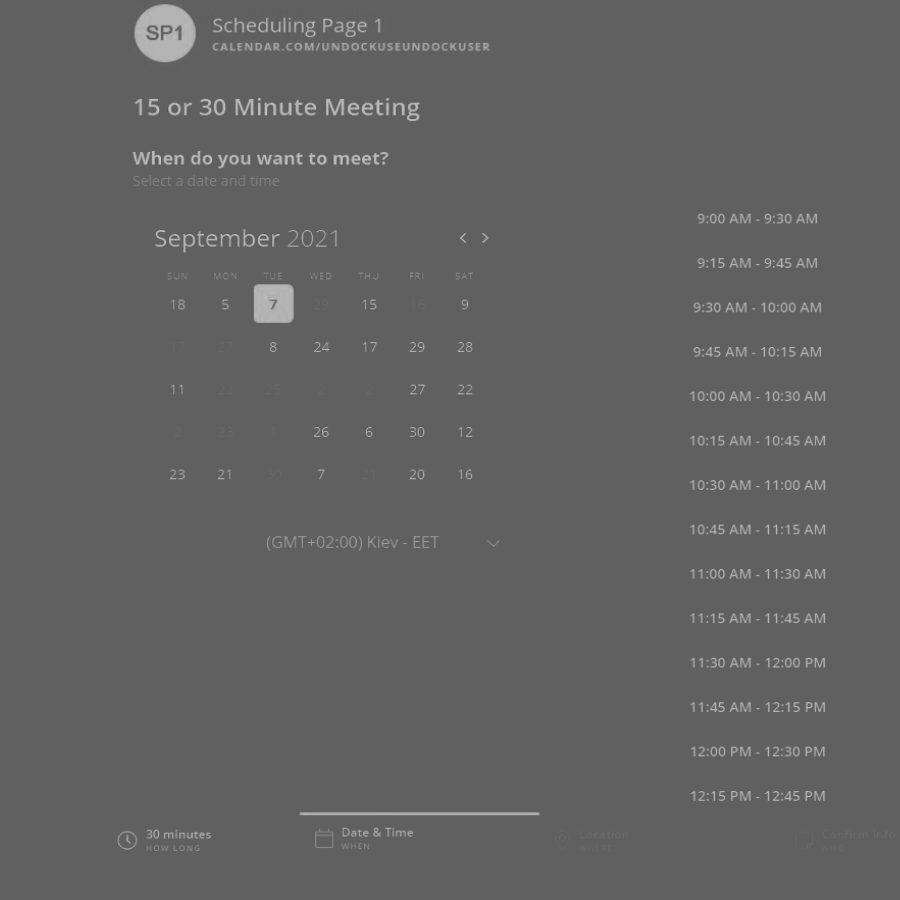 SP1
Scheduling Page 1
CALENDAR.COM/UNDOCKUSEUNDOCKUSER
15 or 30 Minute Meeting
When do you want to meet?
Select a date and time
September 2021
SUN MON TUE WED THU FRI SAT
18 5 7 29 15 6 9
17 27 8 24 17 29 28
11 22 25 2 2 27 22
2 23 26 6 30 12
23 21 30 7 21 20 16
(GMT+02:00) Kiev - EET
9:00 AM - 9:30 AM
9:15 AM - 9:45 AM
9:30 AM - 10:00 AM
9:45 AM - 10:15 AM
10:00 AM - 10:30 AM
10:15 AM - 10:45 AM
10:30 AM - 11:00 AM
10:45 AM - 11:15 AM
11:00 AM - 11:30 AM
11:15 AM - 11:45 AM
11:30 AM - 12:00 PM
11:45 AM - 12:15 PM
12:00 PM - 12:30 PM
12:15 PM - 12:45 PM
30 minutes
HOW LONG
Date & Time
WHEN
Location
WHERE
Confirm info
WHO